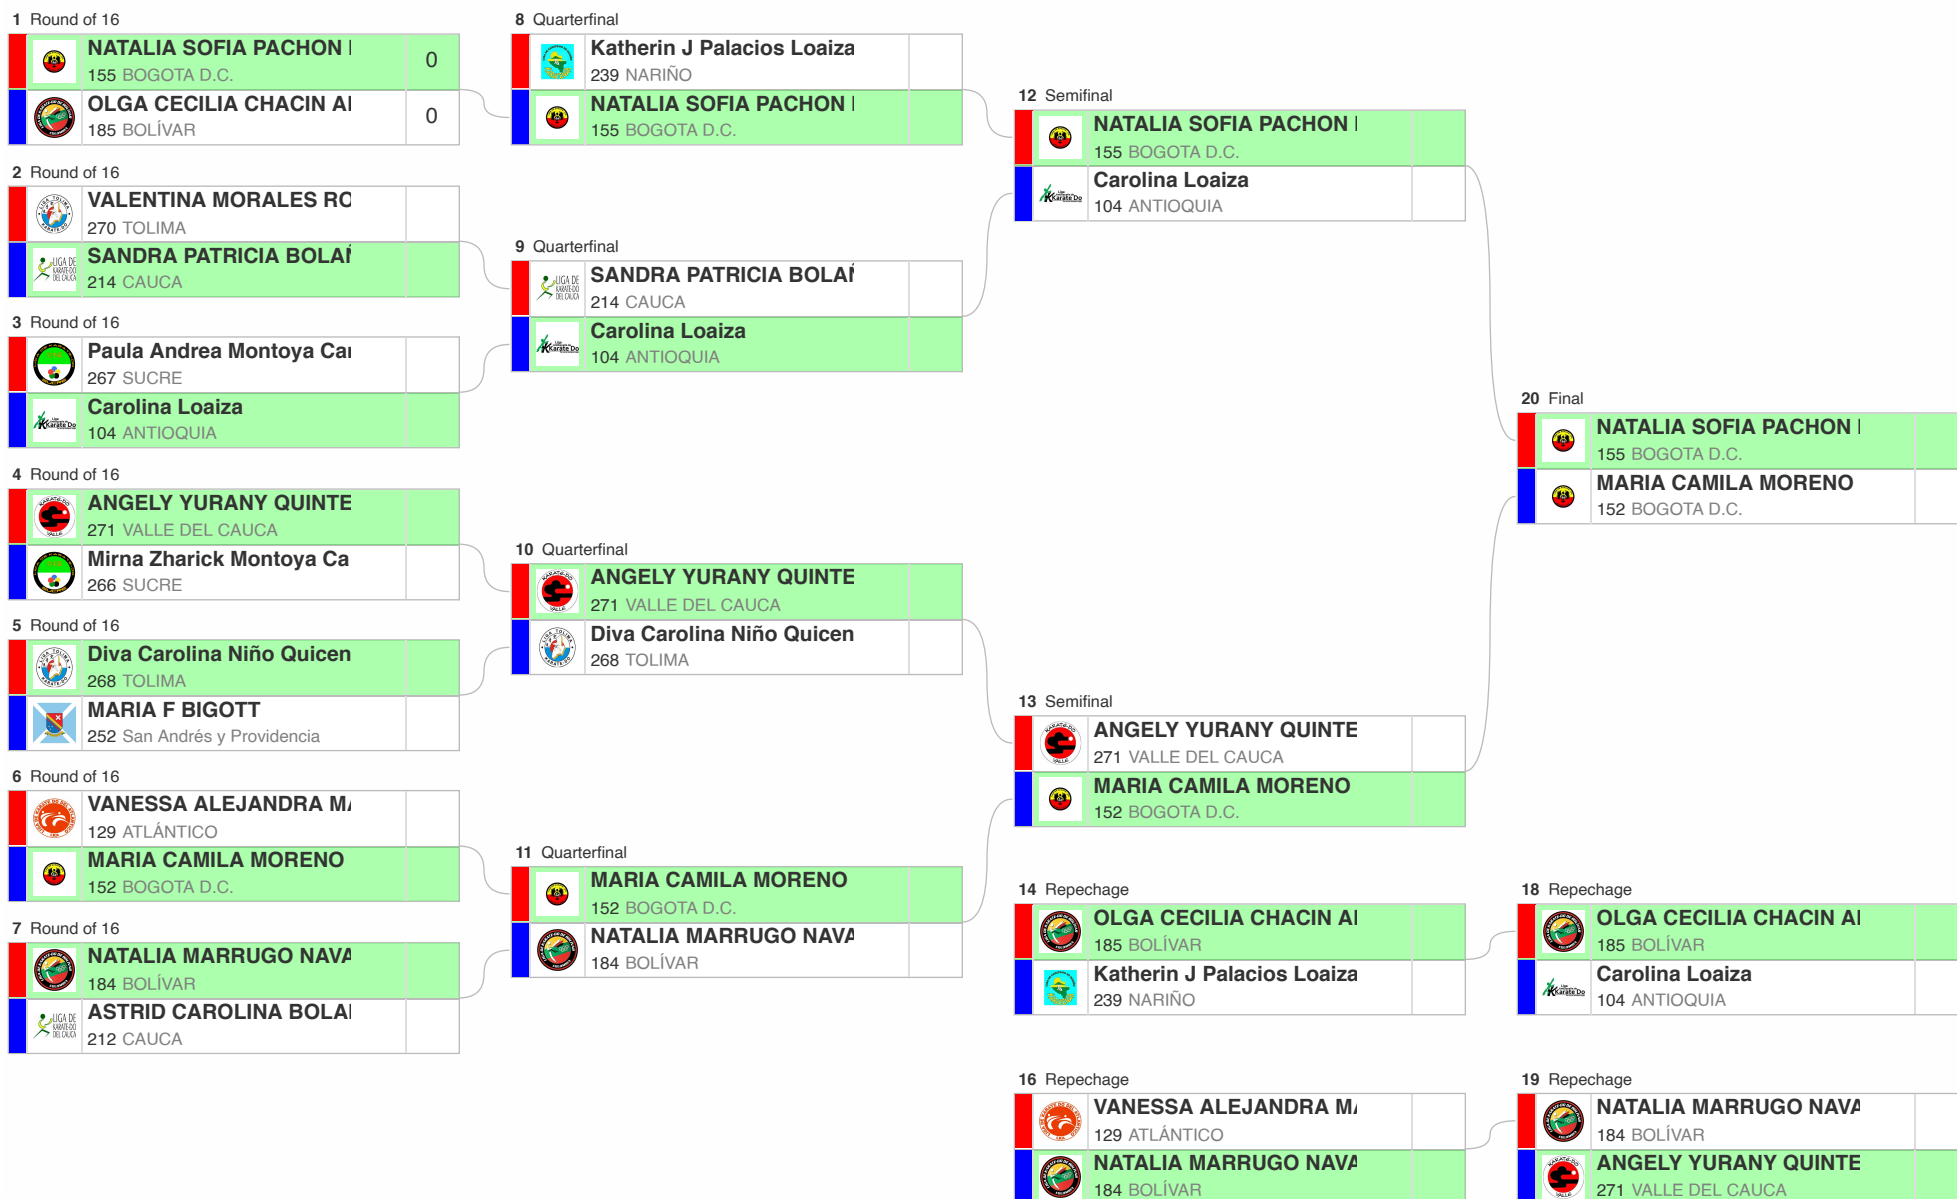 1 Round of 16
NATALIA SOFIA PACHON
155 BOGOTA D.C.
0
OLGA CECILIA CHACIN
185 BOLÍVAR
0
2 Round of 16
VALENTINA MORALES RO
270 TOLIMA
SANDRA PATRICIA BOLAÑ
214 CAUCA
3 Round of 16
Paula Andrea Montoya Car
267 SUCRE
Carolina Loaiza
104 ANTIOQUIA
4 Round of 16
ANGELY YURANY QUINTE
271 VALLE DEL CAUCA
Mirna Zharick Montoya Ca
266 SUCRE
5 Round of 16
Diva Carolina Niño Quicen
268 TOLIMA
MARIA F BIGOTT
252 San Andrés y Providencia
6 Round of 16
VANESSA ALEJANDRA MA
129 ATLÁNTICO
MARIA CAMILA MORENO
152 BOGOTA D.C.
7 Round of 16
NATALIA MARRUGO NAVA
184 BOLÍVAR
ASTRID CAROLINA BOLA
212 CAUCA
8 Quarterfinal
Katherin J Palacios Loaiza
239 NARIÑO
NATALIA SOFIA PACHON
155 BOGOTA D.C.
9 Quarterfinal
SANDRA PATRICIA BOLAÑ
214 CAUCA
Carolina Loaiza
104 ANTIOQUIA
10 Quarterfinal
ANGELY YURANY QUINTE
271 VALLE DEL CAUCA
Diva Carolina Niño Quicen
268 TOLIMA
11 Quarterfinal
MARIA CAMILA MORENO
152 BOGOTA D.C.
NATALIA MARRUGO NAVA
184 BOLÍVAR
12 Semifinal
NATALIA SOFIA PACHON
155 BOGOTA D.C.
Carolina Loaiza
104 ANTIOQUIA
13 Semifinal
ANGELY YURANY QUINTE
271 VALLE DEL CAUCA
MARIA CAMILA MORENO
152 BOGOTA D.C.
14 Repechage
OLGA CECILIA CHACIN
185 BOLÍVAR
Katherin J Palacios Loaiza
239 NARIÑO
16 Repechage
VANESSA ALEJANDRA MA
129 ATLÁNTICO
NATALIA MARRUGO NAVA
184 BOLÍVAR
20 Final
NATALIA SOFIA PACHON
155 BOGOTA D.C.
MARIA CAMILA MORENO
152 BOGOTA D.C.
18 Repechage
OLGA CECILIA CHACIN
185 BOLÍVAR
Carolina Loaiza
104 ANTIOQUIA
19 Repechage
NATALIA MARRUGO NAVA
184 BOLÍVAR
ANGELY YURANY QUINTE
271 VALLE DEL CAUCA